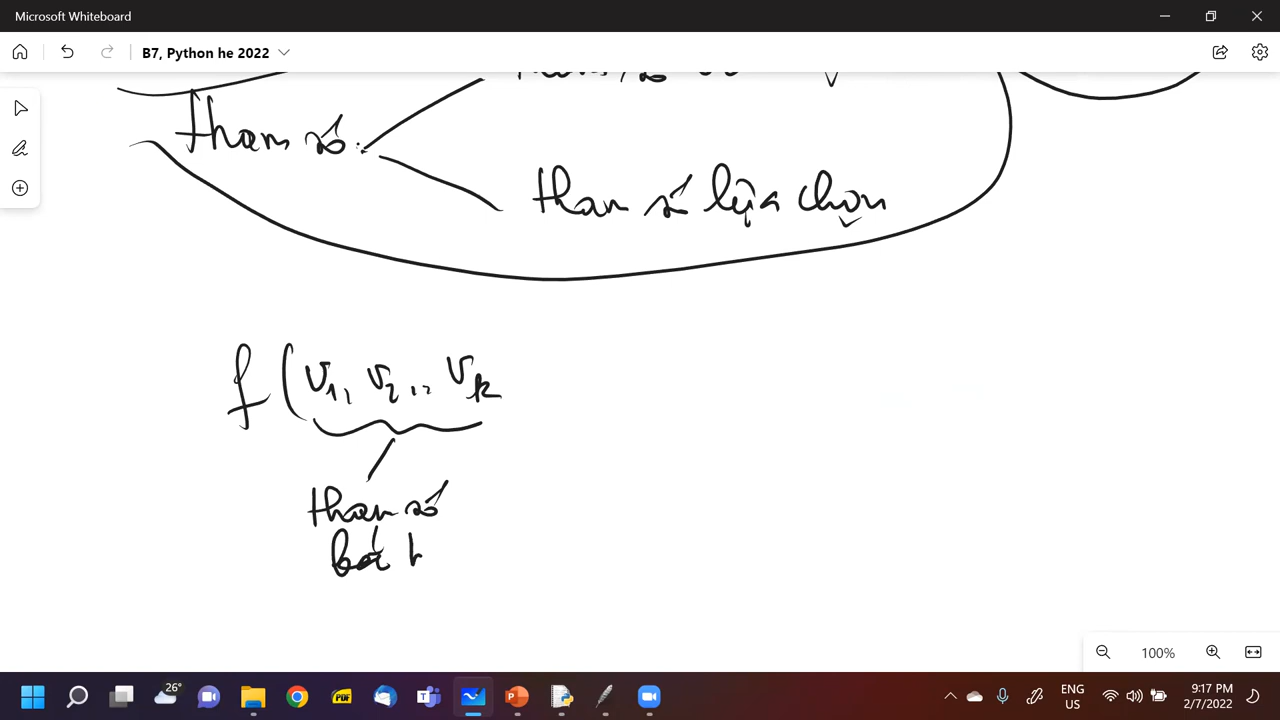 Microsoft Whiteboard
B7, Python he 2022
tham số
tham số lựa chọn
f (v1, v2 .., vk
tham số
bắt
100%
26°
ENG
US
9:17 PM
2/7/2022
PDF